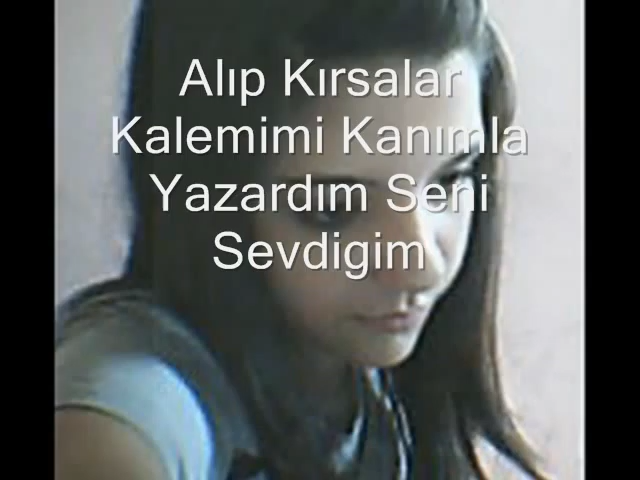 Alıp Kırsalar
Kalemimi Kanımla
Yazardım Seni
Sevdigim